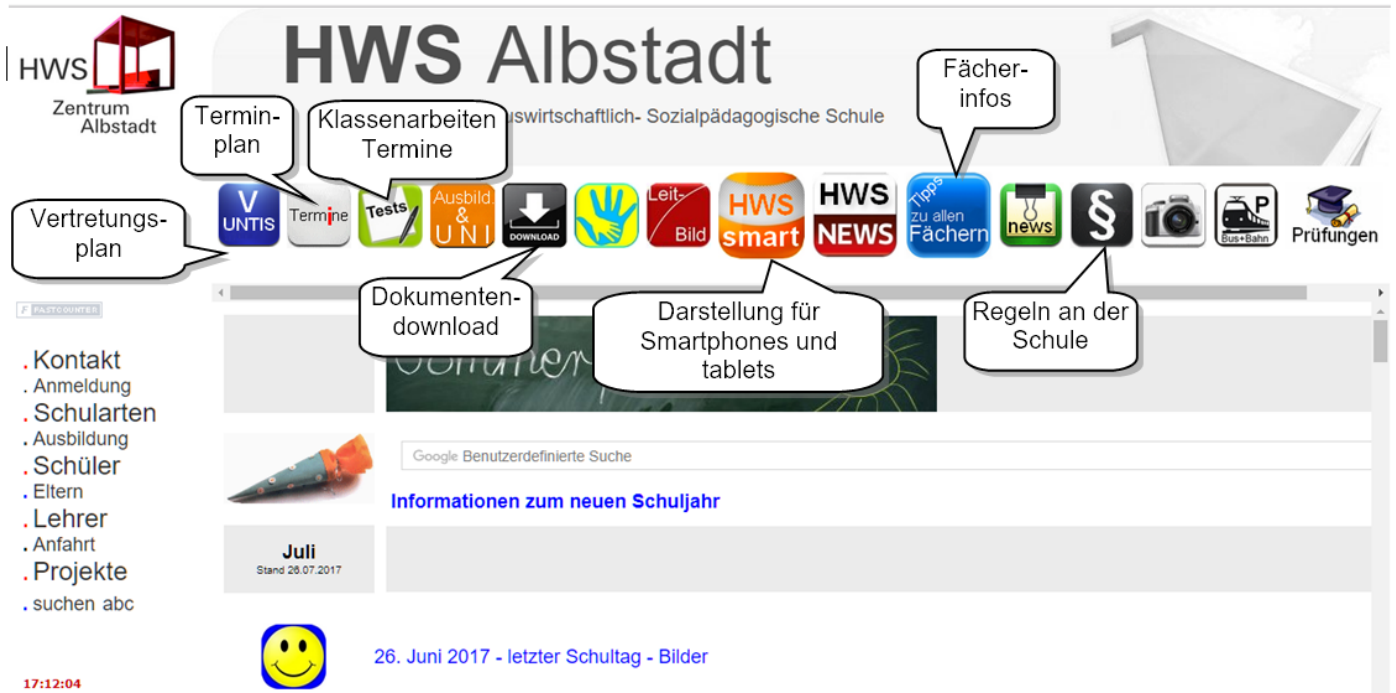 HWS
Zentrum
Albstadt
HWS Albstadt
uswirtschaftlich- Sozialpädagogische Schule
Termin-
plan
Klassenarbeiten
Termine
Fächer-
infos
Vertretungs-
plan
V
UNTIS
Termine
Tests
Ausbild.
&
UNI
DOWNLOAD
Leit-
Bild
HWS
smart
HWS
NEWS
Tipps
zu allen
Fächern
news
§
P
Bus+Bahn
Prüfungen
Dokumenten-
download
Darstellung für
Smartphones und
tablets
Regeln an der
Schule
F FASTCOUNTER
. Kontakt
. Anmeldung
. Schularten
. Ausbildung
. Schüler
. Eltern
. Lehrer
. Anfahrt
. Projekte
. suchen abc
17:12:04
Google Benutzerdefinierte Suche
Informationen zum neuen Schuljahr
Juli
Stand 26.07.2017
26. Juni 2017 - letzter Schultag - Bilder